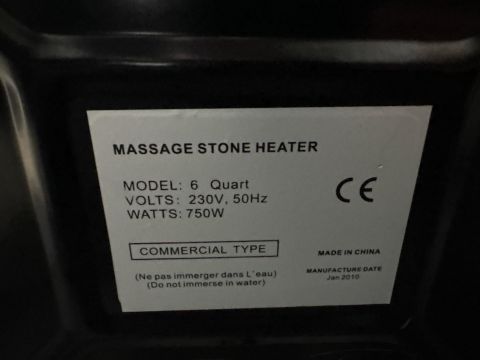 MASSAGE STONE HEATER
MODEL: 6 Quart
VOLTS: 230V, 50Hz
WATTS: 750W
CE
COMMERCIAL TYPE
MADE IN CHINA
MANUFACTURE DATE
Jan 2010
(Ne pas immerger dans L'eau)
(Do not immerse in water)